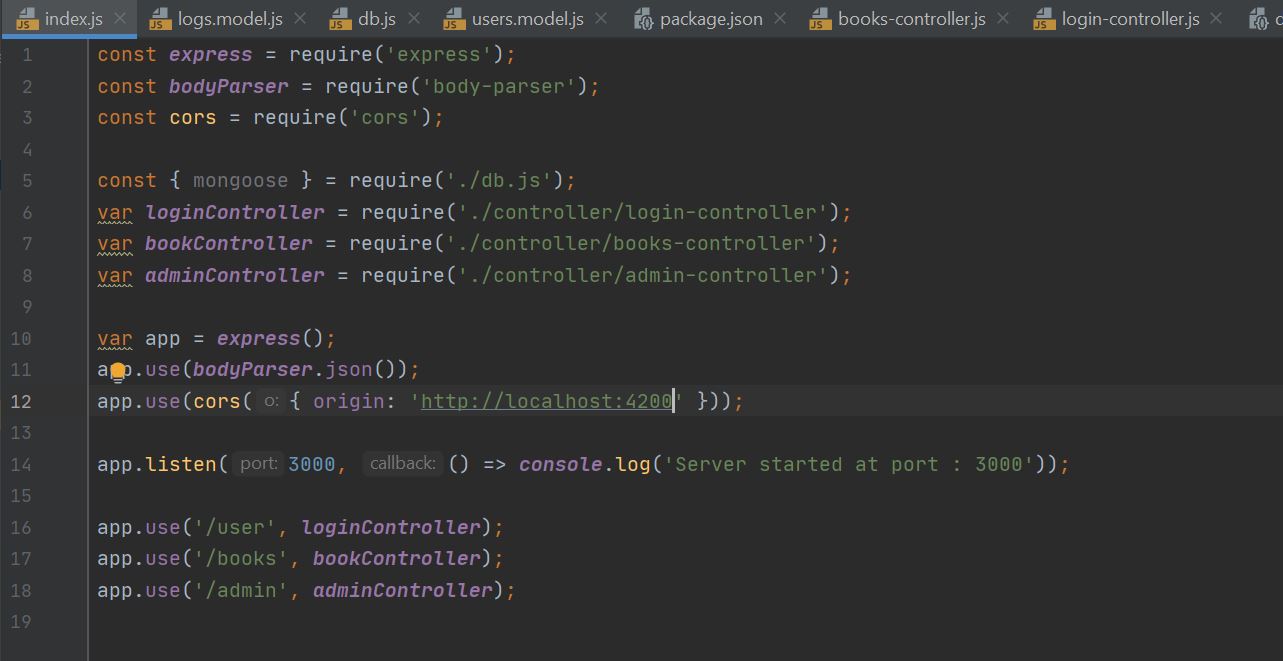 index.js × logs.model.js × db.js × users.model.js × package.json × books-controller.js × login-controller.js ×
1 const express = require('express');
2 const bodyParser = require('body-parser');
3 const cors = require('cors');
4
5 const { mongoose } = require('./db.js');
6 var loginController = require('./controller/login-controller');
7 var bookController = require('./controller/books-controller');
8 var adminController = require('./controller/admin-controller');
9
10 var app = express();
11 app.use(bodyParser.json());
12 app.use(cors( o: { origin: 'http://localhost:4200' }));
13
14 app.listen( port: 3000, callback: () => console.log('Server started at port : 3000'));
15
16 app.use('/user', loginController);
17 app.use('/books', bookController);
18 app.use('/admin', adminController);
19